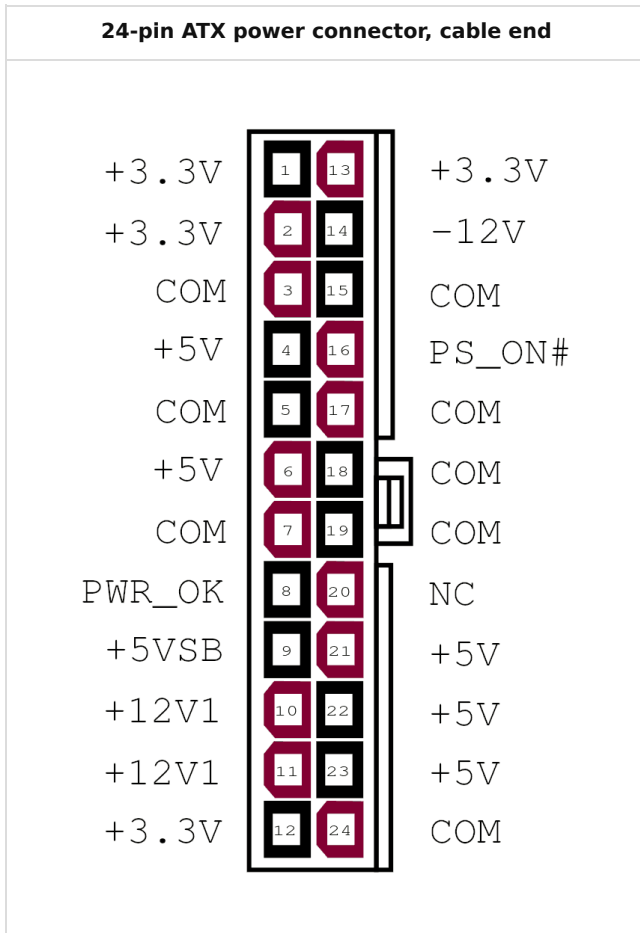 24-pin ATX power connector, cable end
+3.3V 1 13 +3.3V
+3.3V 2 14 -12V
COM 3 15 COM
+5V 4 16 PS_ON#
COM 5 17 COM
+5V 6 18 COM
COM 7 19 COM
PWR_OK 8 20 NC
+5VSB 9 21 +5V
+12V1 10 22 +5V
+12V1 11 23 +5V
+3.3V 12 24 COM